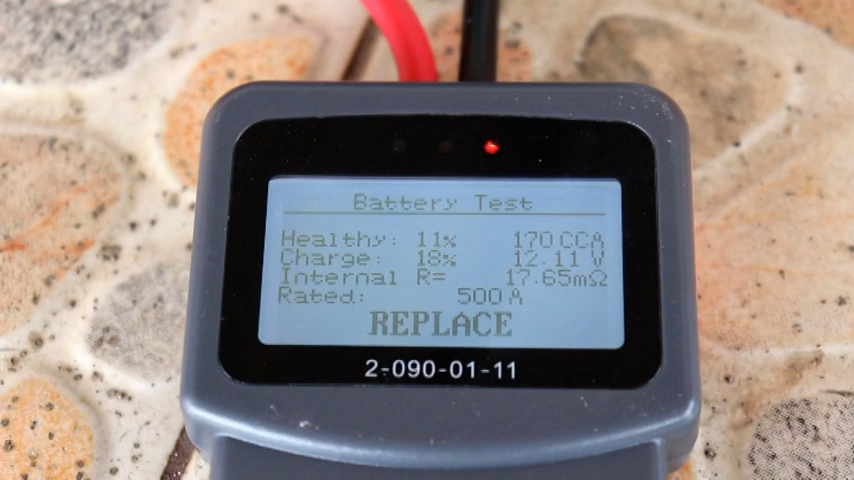 Battery Test
Healthy: 11% 170 CCA
Charge: 18% 12.11 V
Internal R= 17.65mΩ
Rated: 500 A
REPLACE
2-090-01-11